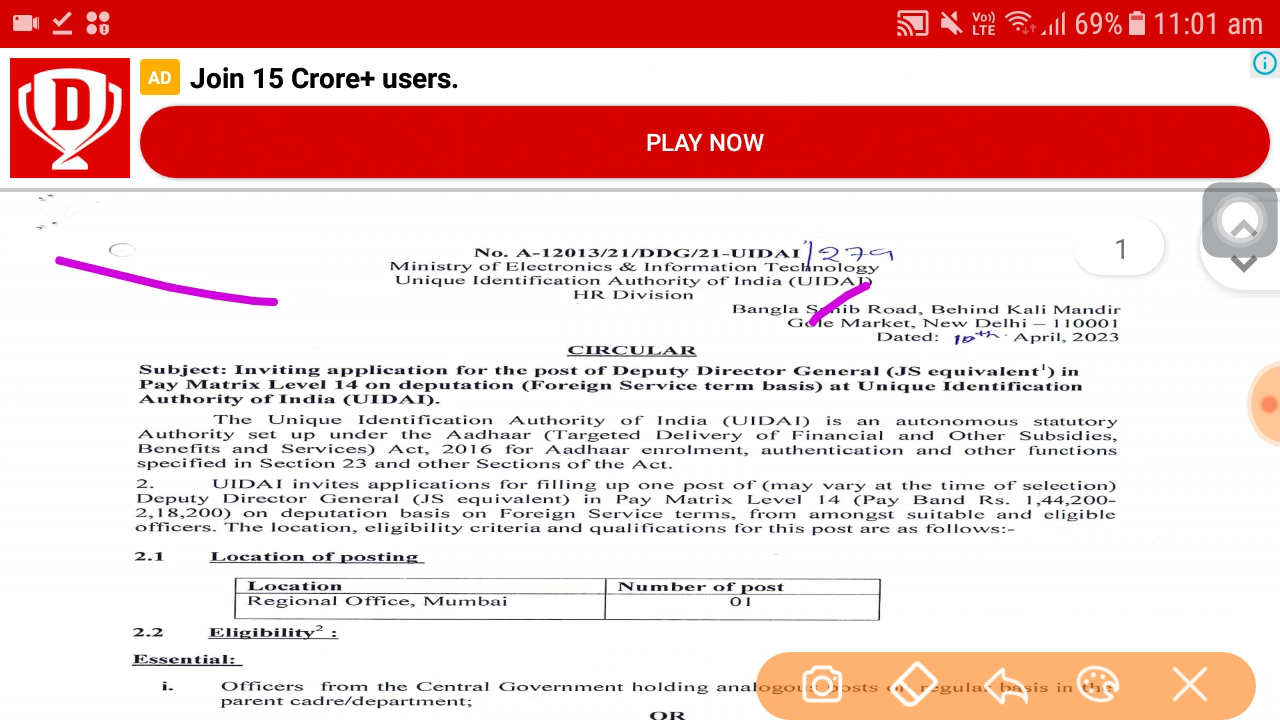 Vo)) LTE 69% 11:01 am
AD Join 15 Crore+ users.
D
PLAY NOW
1
No. A-12013/21/DDG/21-UIDAI/279
Ministry of Electronics & Information Technology
Unique Identification Authority of India (UIDAI)
HR Division
Bangla Sahib Road, Behind Kali Mandir
Gole Market, New Delhi – 110001
Dated: 10th April, 2023
CIRCULAR
Subject: Inviting application for the post of Deputy Director General (JS equivalent¹) in
Pay Matrix Level 14 on deputation (Foreign Service term basis) at Unique Identification
Authority of India (UIDAI).
The Unique Identification Authority of India (UIDAI) is an autonomous statutory
Authority set up under the Aadhaar (Targeted Delivery of Financial and Other Subsidies,
Benefits and Services) Act, 2016 for Aadhaar enrolment, authentication and other functions
specified in Section 23 and other Sections of the Act.
2. UIDAI invites applications for filling up one post of (may vary at the time of selection)
Deputy Director General (JS equivalent) in Pay Matrix Level 14 (Pay Band Rs. 1,44,200-
2,18,200) on deputation basis on Foreign Service terms, from amongst suitable and eligible
officers. The location, eligibility criteria and qualifications for this post are as follows:-
2.1 Location of posting
Location Number of post
Regional Office, Mumbai 01
2.2 Eligibility² :
Essential:
i. Officers from the Central Government holding analogous posts on regular basis in the
parent cadre/department;
OR